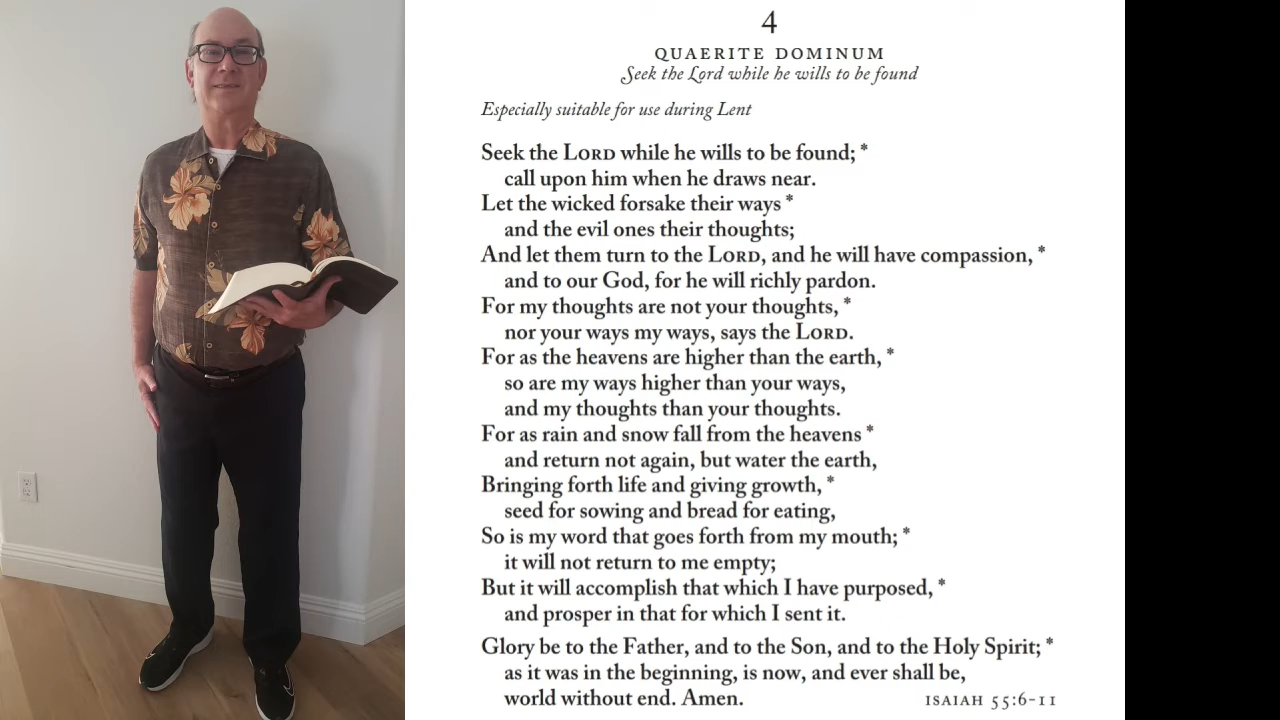 4
QUAERITE DOMINUM
Seek the Lord while he wills to be found
Especially suitable for use during Lent
Seek the LORD while he wills to be found; *
call upon him when he draws near.
Let the wicked forsake their ways *
and the evil ones their thoughts;
And let them turn to the LORD, and he will have compassion, *
and to our God, for he will richly pardon.
For my thoughts are not your thoughts, *
nor your ways my ways, says the LORD.
For as the heavens are higher than the earth, *
so are my ways higher than your ways,
and my thoughts than your thoughts.
For as rain and snow fall from the heavens *
and return not again, but water the earth,
Bringing forth life and giving growth, *
seed for sowing and bread for eating,
So is my word that goes forth from my mouth; *
it will not return to me empty;
But it will accomplish that which I have purposed, *
and prosper in that for which I sent it.
Glory be to the Father, and to the Son, and to the Holy Spirit; *
as it was in the beginning, is now, and ever shall be,
world without end. Amen.
ISAIAH 55:6-11